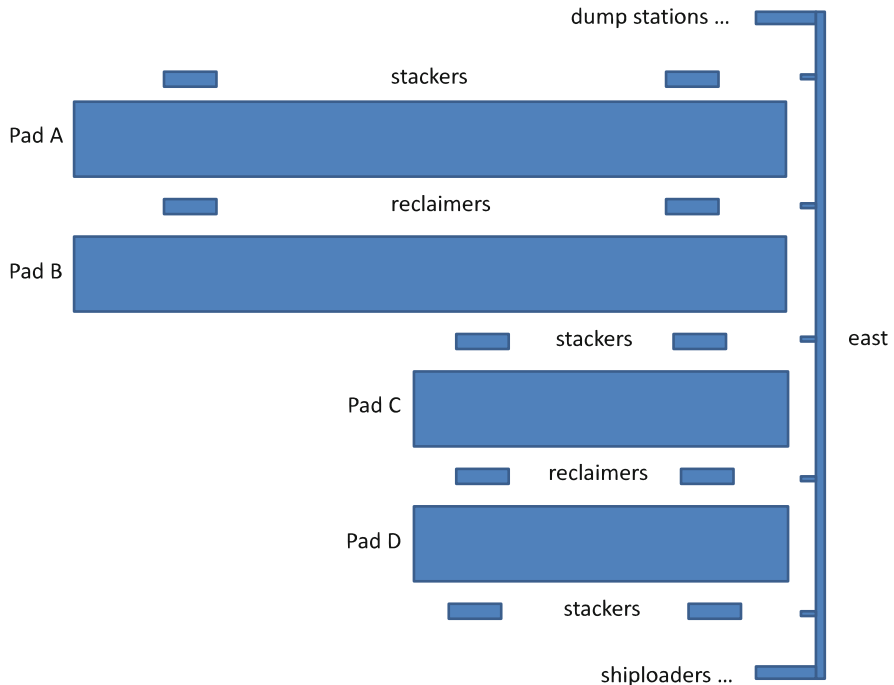 dump stations ...
stackers
Pad A
reclaimers
Pad B
stackers
east
Pad C
reclaimers
Pad D
stackers
shiploaders ...